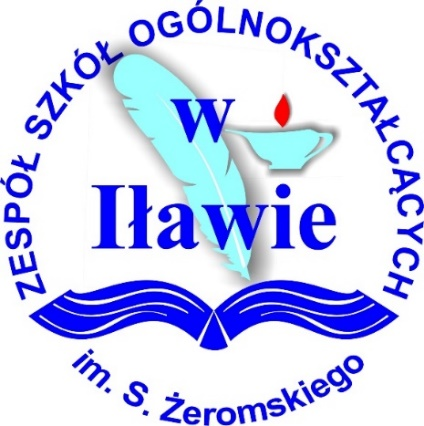 ZESPÓŁ SZKÓŁ OGÓLNOKSZTAŁCĄCYCH
w
Iławie
im. S. Żeromskiego